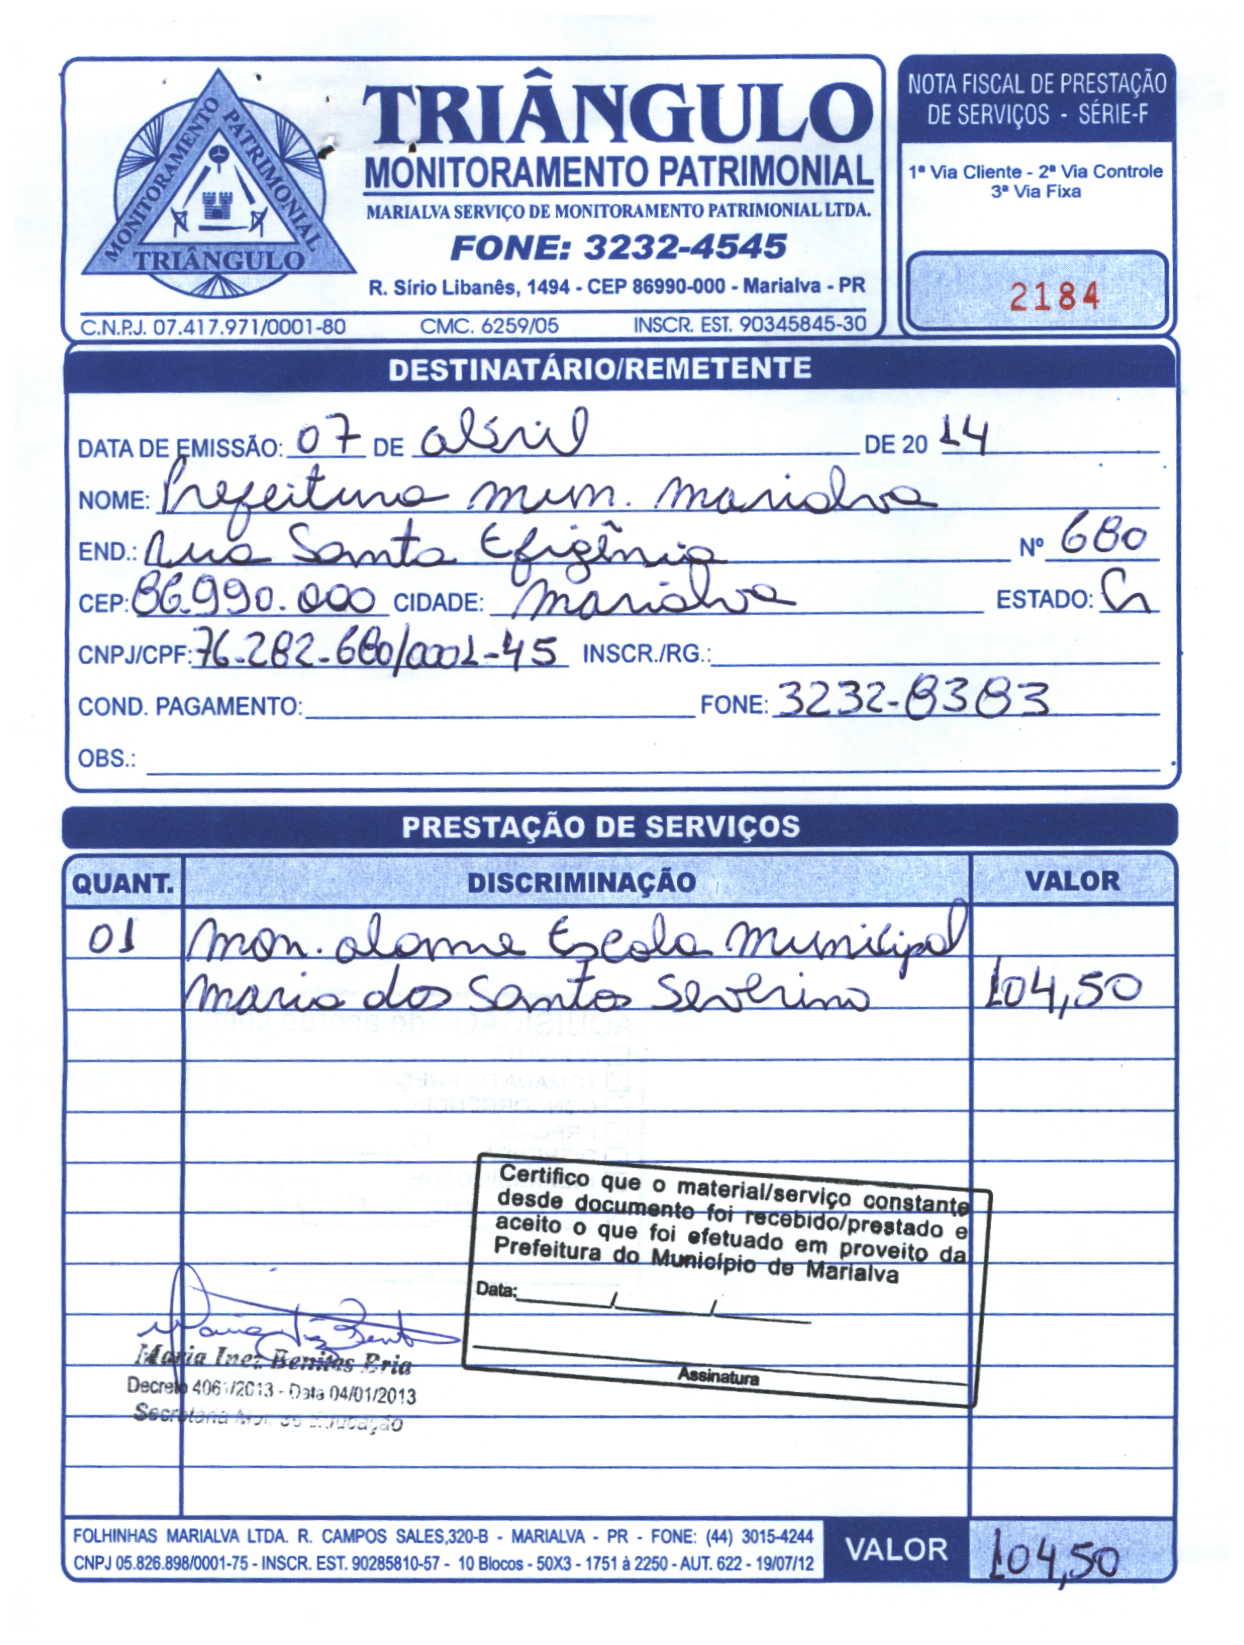 MONITORAMENTO PATRIMONIAL
TRIÂNGULO
TRIÂNGULO
MONITORAMENTO PATRIMONIAL
MARIALVA SERVIÇO DE MONITORAMENTO PATRIMONIAL LTDA.
FONE: 3232-4545
R. Sírio Libanês, 1494 - CEP 86990-000 - Marialva - PR
C.N.P.J. 07.417.971/0001-80 CMC. 6259/05 INSCR. EST. 90345845-30
NOTA FISCAL DE PRESTAÇÃO
DE SERVIÇOS - SÉRIE-F
1ª Via Cliente - 2ª Via Controle
3ª Via Fixa
2184
DESTINATÁRIO/REMETENTE
DATA DE EMISSÃO: 07 DE abril DE 20 14
NOME: Prefeitura mun. marialva
END.: Rua Santa Efigênia Nº 680
CEP: 86.990.000 CIDADE: marialva ESTADO: Pr
CNPJ/CPF: 76.282.680/0001-45 INSCR./RG.:
COND. PAGAMENTO: FONE: 3232-8383
OBS.:
PRESTAÇÃO DE SERVIÇOS
QUANT. DISCRIMINAÇÃO VALOR
01 mon. alarme Escola municipal
maria dos Santos Severino 104,50
Certifico que o material/serviço constante
desde documento foi recebido/prestado e
aceito o que foi efetuado em proveito da
Prefeitura do Município de Marialva
Data: / /
Assinatura
Maria Inez Benites Eria
Decreto 4061/2013 - Data 04/01/2013
Secretaria Mun. de Educação
FOLHINHAS MARIALVA LTDA. R. CAMPOS SALES,320-B - MARIALVA - PR - FONE: (44) 3015-4244
CNPJ 05.826.898/0001-75 - INSCR. EST. 90285810-57 - 10 Blocos - 50X3 - 1751 à 2250 - AUT. 622 - 19/07/12
VALOR 104,50